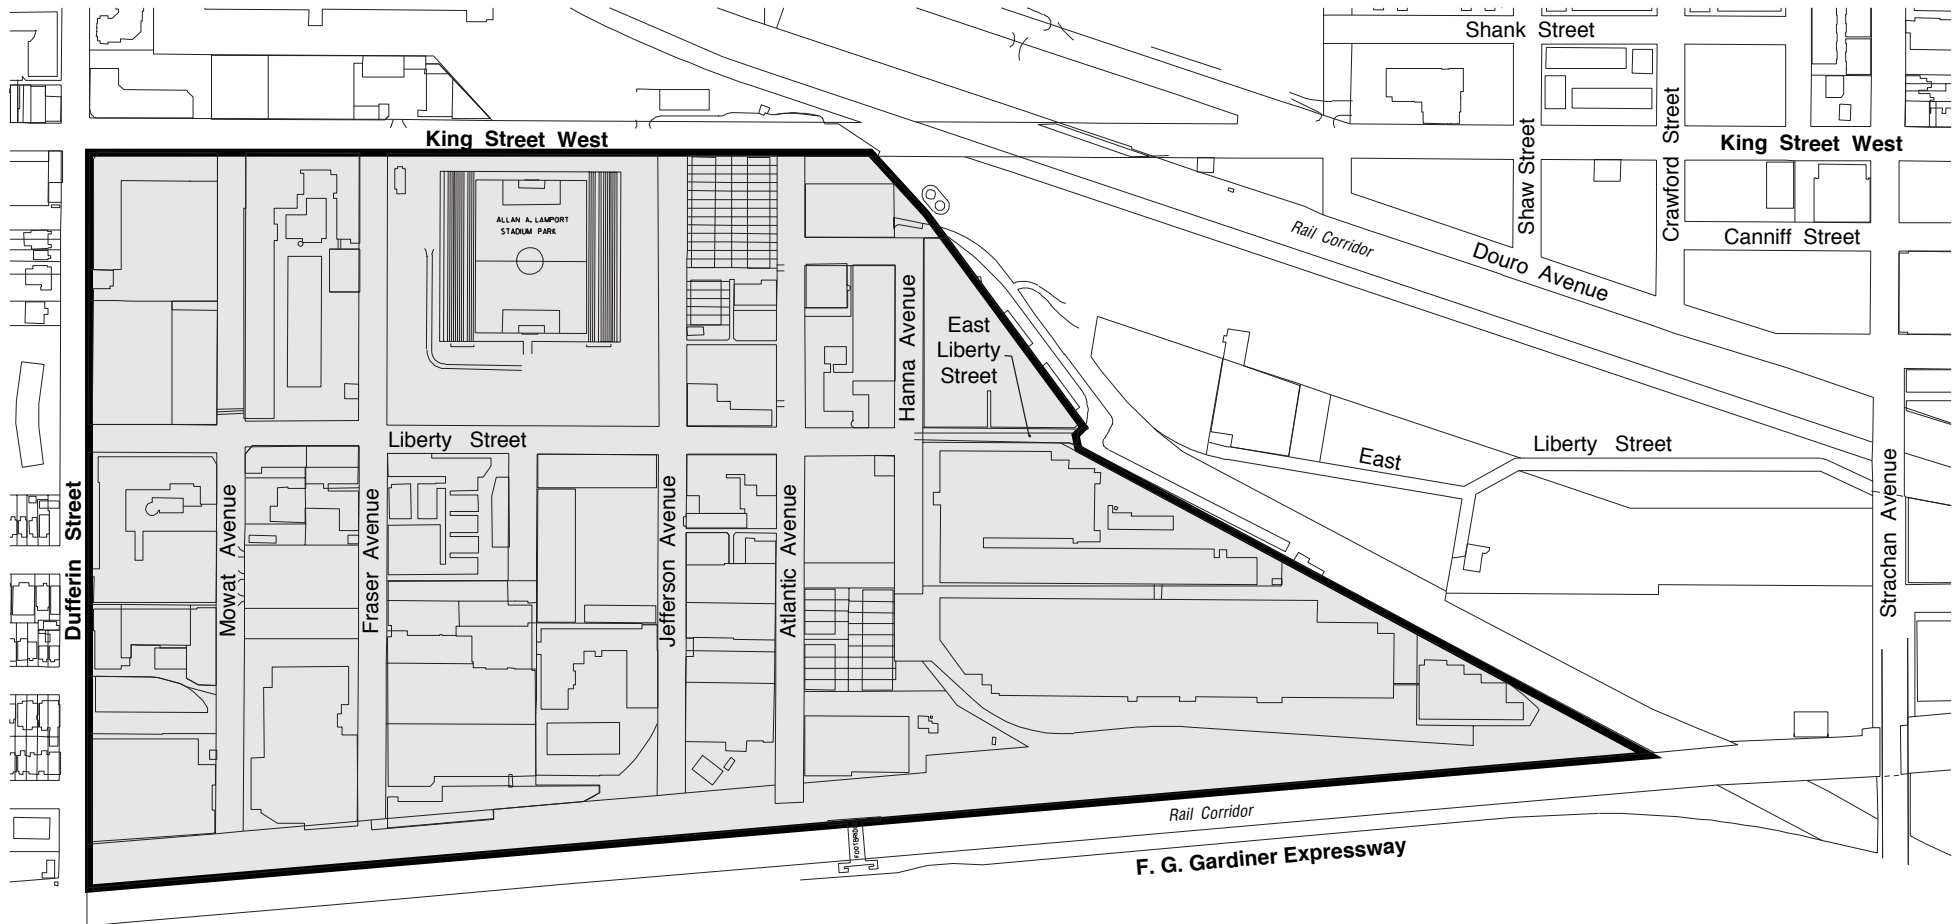 Shank Street
King Street West
King Street West
Shaw Street
Crawford Street
Canniff Street
Rail Corridor
Douro Avenue
ALLAN A. LAMPORT
STADIUM PARK
Hanna Avenue
East
Liberty
Street
Liberty Street
East
Liberty Street
Dufferin Street
Mowat Avenue
Fraser Avenue
Jefferson Avenue
Atlantic Avenue
Strachan Avenue
Rail Corridor
FOOTBRIDGE
F. G. Gardiner Expressway